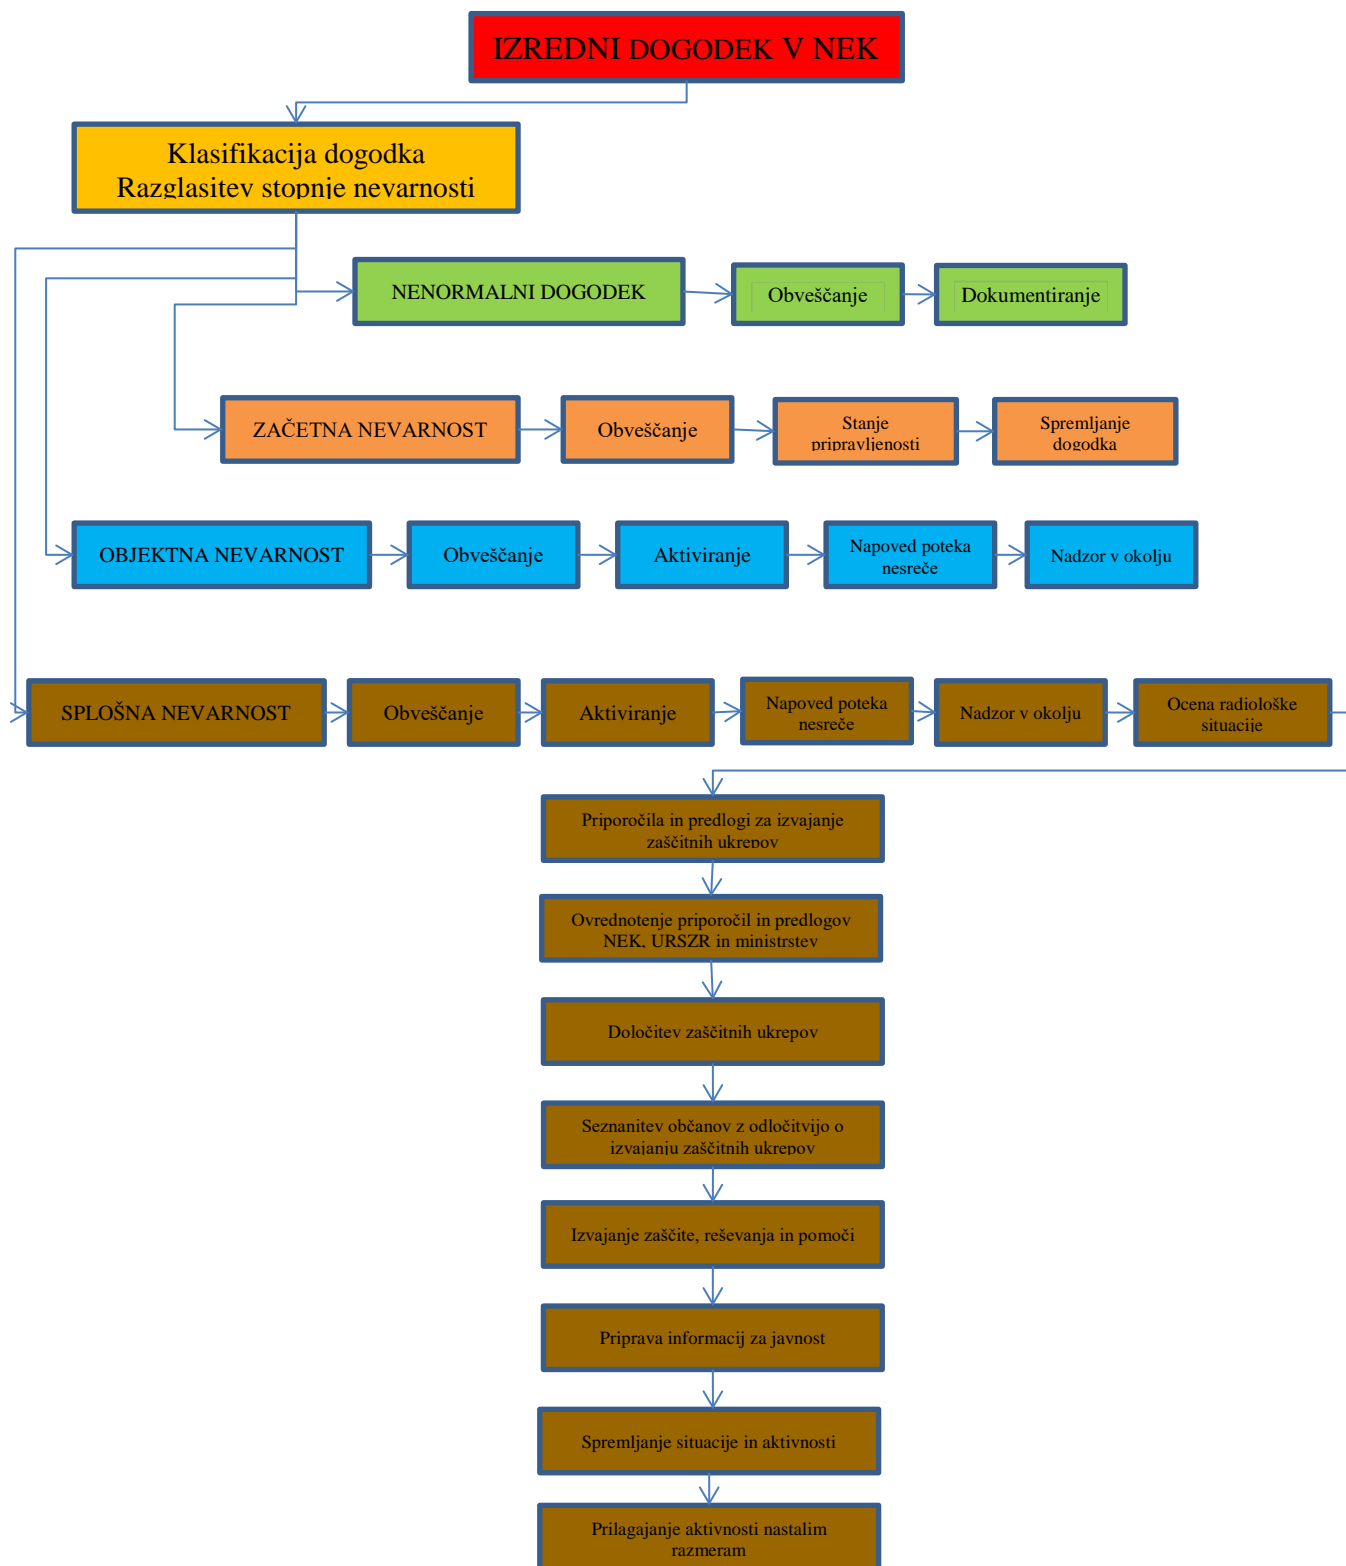 IZREDNI DOGODEK V NEK
Klasifikacija dogodka
Razglasitev stopnje nevarnosti
NENORMALNI DOGODEK
Obveščanje
Dokumentiranje
ZAČETNA NEVARNOST
Obveščanje
Stanje
pripravljenosti
Spremljanje
dogodka
OBJEKTNA NEVARNOST
Obveščanje
Aktiviranje
Napoved poteka
nesreče
Nadzor v okolju
SPLOŠNA NEVARNOST
Obveščanje
Aktiviranje
Napoved poteka
nesreče
Nadzor v okolju
Ocena radiološke
situacije
Priporočila in predlogi za izvajanje
zaščitnih ukrepov
Ovrednotenje priporočil in predlogov
NEK, URSZR in ministrstev
Določitev zaščitnih ukrepov
Seznanitev občanov z odločitvijo o
izvajanju zaščitnih ukrepov
Izvajanje zaščite, reševanja in pomoči
Priprava informacij za javnost
Spremljanje situacije in aktivnosti
Prilagajanje aktivnosti nastalim
razmeram